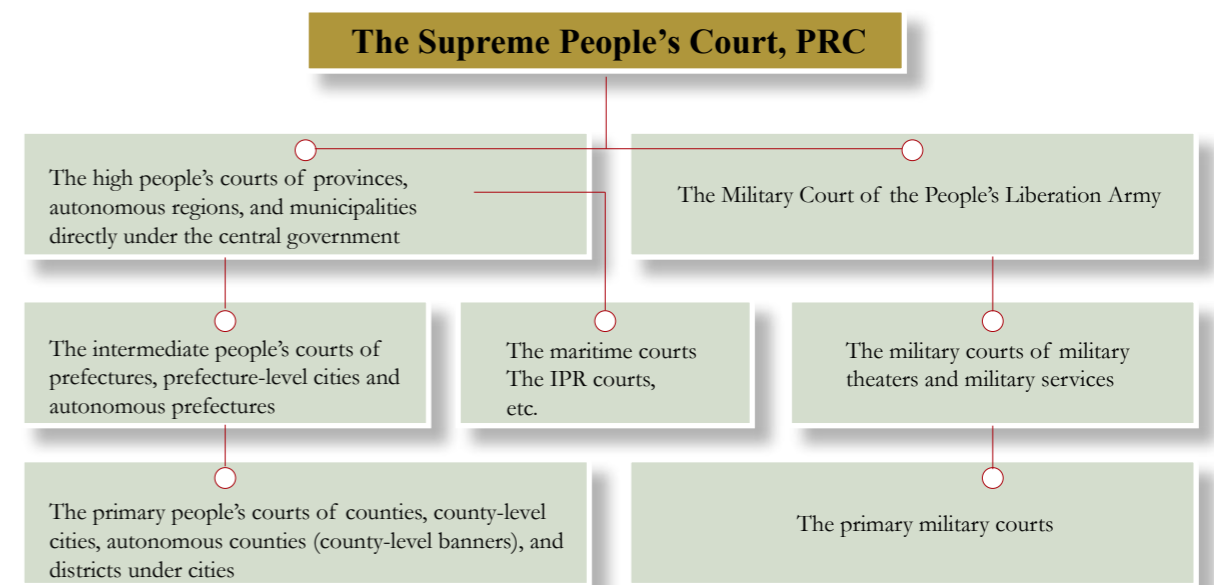 The Supreme People’s Court, PRC
The high people’s courts of provinces,
autonomous regions, and municipalities
directly under the central government
The Military Court of the People’s Liberation Army
The intermediate people’s courts of
prefectures, prefecture-level cities and
autonomous prefectures
The maritime courts
The IPR courts,
etc.
The military courts of military
theaters and military services
The primary people’s courts of counties, county-level
cities, autonomous counties (county-level banners), and
districts under cities
The primary military courts